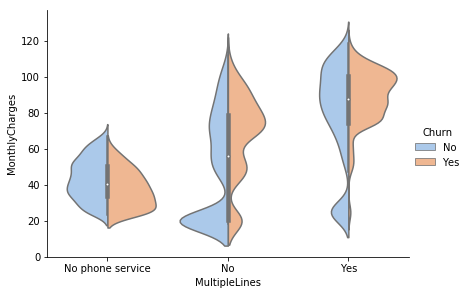 120
100
80
60
40
20
0
MonthlyCharges
No phone service
No
Yes
MultipleLines
Churn
No
Yes